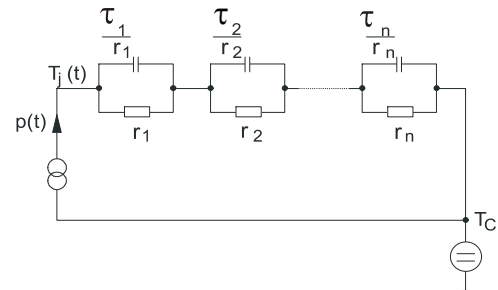 τ1 τ2 τn
r1 r2 rn
Tj (t)
r1 r2 rn
p(t)
TC